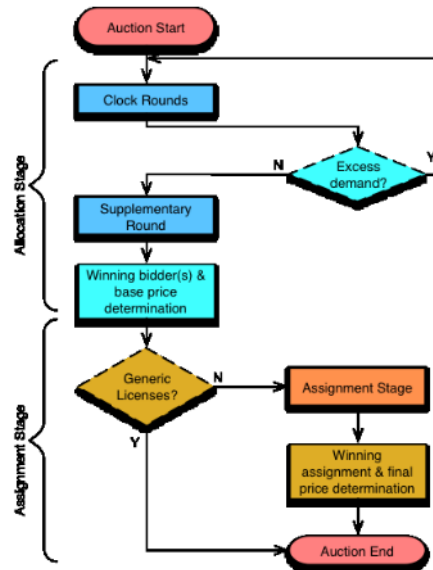 Auction Start
Allocation Stage
Clock Rounds
Excess
demand?
N
Y
Supplementary
Round
Winning bidder(s) &
base price
determination
Assignment Stage
Generic
Licenses?
N
Y
Assignment Stage
Winning
assignment & final
price determination
Auction End